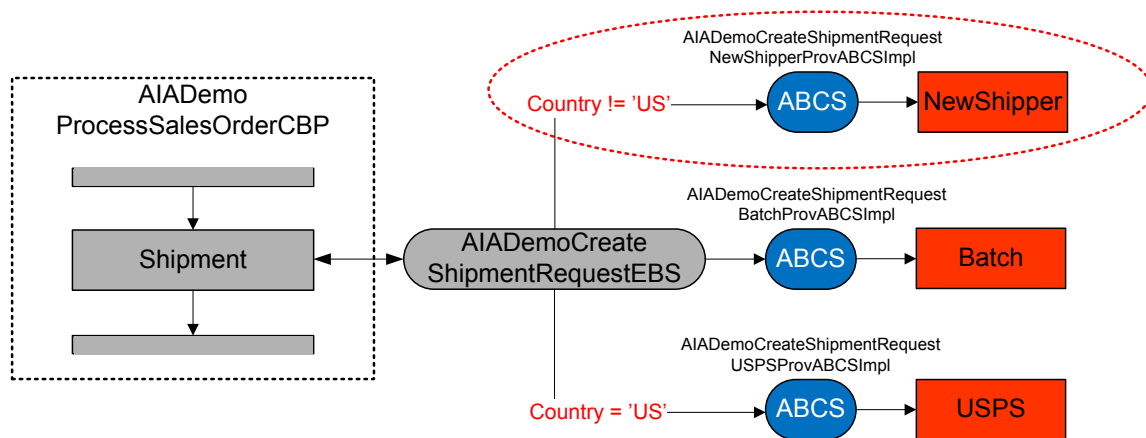 AIADemo
ProcessSalesOrderCBP
Shipment
AIADemoCreate
ShipmentRequestEBS
Country != 'US'
AIADemoCreateShipmentRequest
NewShipperProvABCSImpl
ABCS
NewShipper
AIADemoCreateShipmentRequest
BatchProvABCSImpl
ABCS
Batch
AIADemoCreateShipmentRequest
USPSProvABCSImpl
Country = 'US'
ABCS
USPS